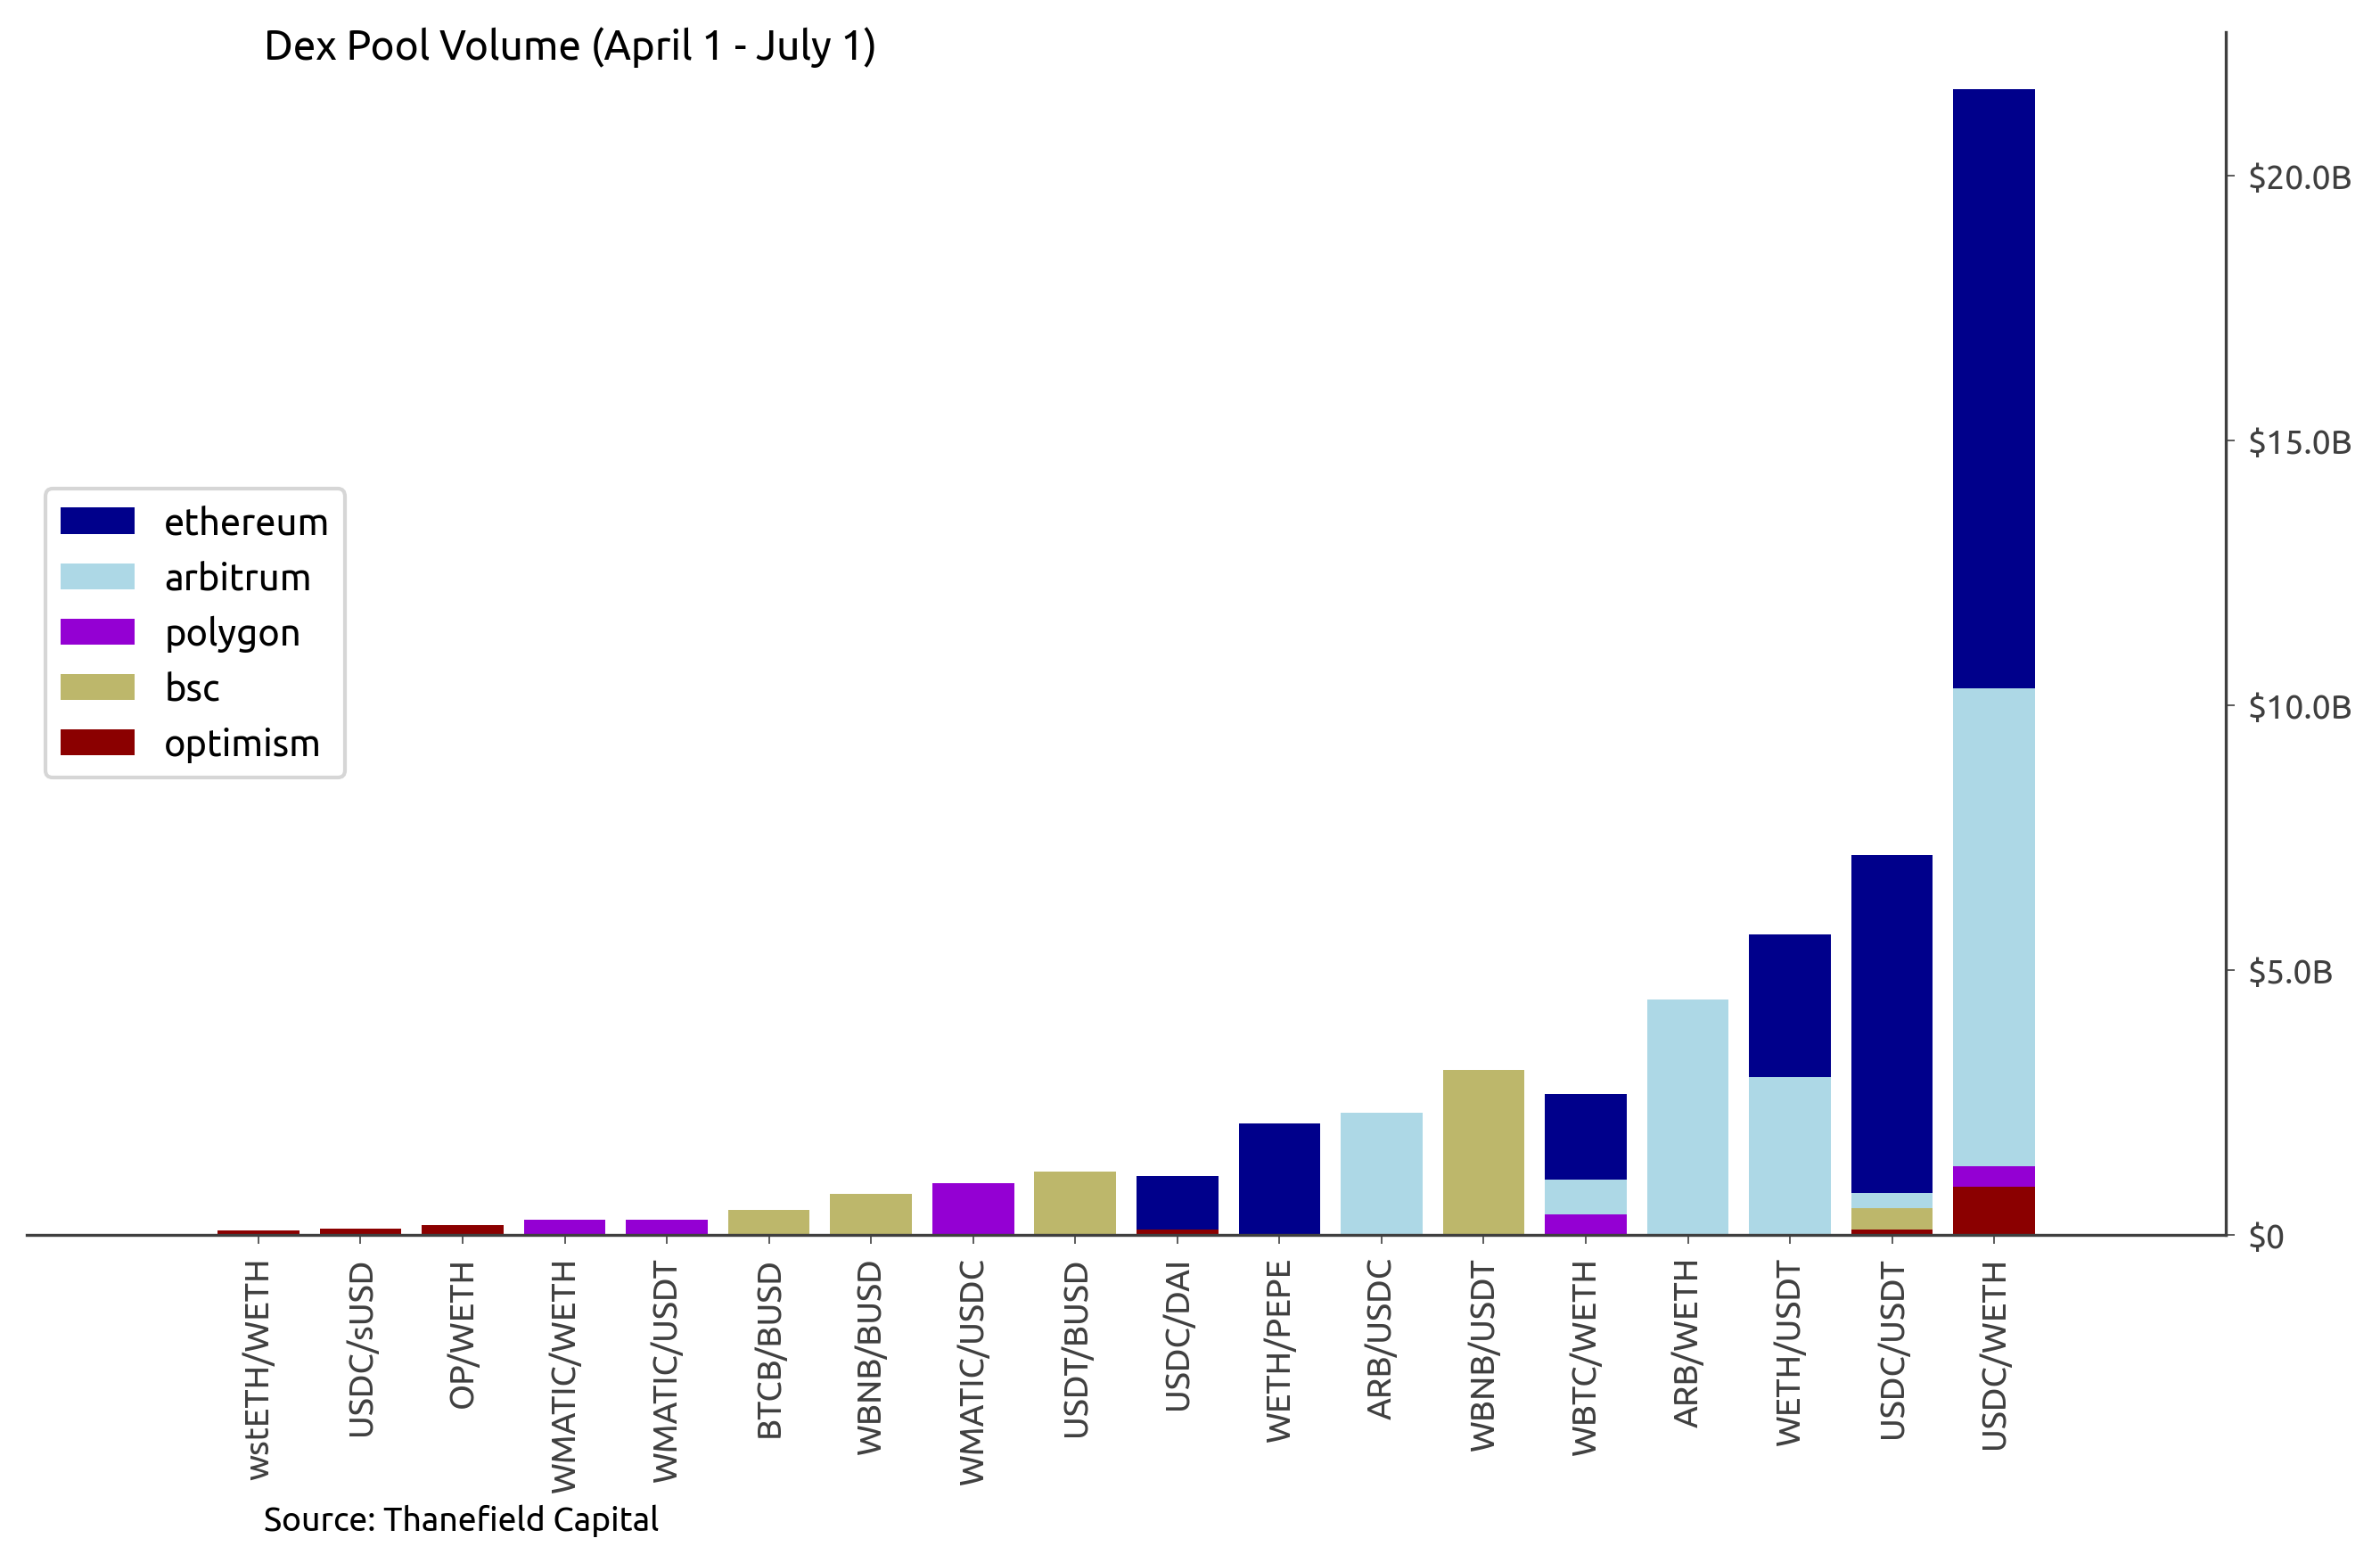 Dex Pool Volume (April 1 - July 1)
$20.0B
$15.0B
$10.0B
$5.0B
$0
ethereum
arbitrum
polygon
bsc
optimism
wstETH/WETH
USDC/sUSD
OP/WETH
WMATIC/WETH
WMATIC/USDT
BTCB/BUSD
WBNB/BUSD
WMATIC/USDC
USDT/BUSD
USDC/DAI
WETH/PEPE
ARB/USDC
WBNB/USDT
WBTC/WETH
ARB/WETH
WETH/USDT
USDC/USDT
USDC/WETH
Source: Thanefield Capital